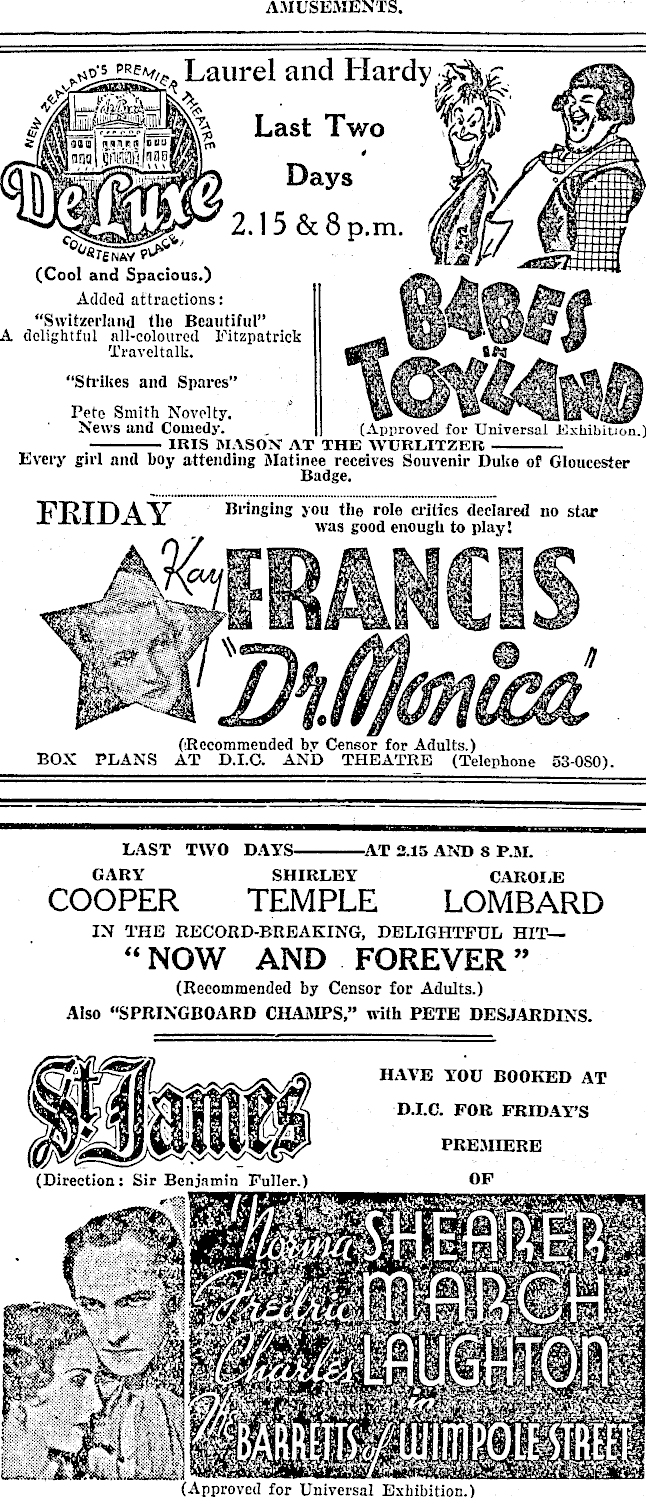 AMUSEMENTS.
NEW ZEALAND'S PREMIER THEATRE
De Luxe
COURTENAY PLACE
(Cool and Spacious.)
Laurel and Hardy
Last Two
Days
2.15 & 8 p.m.
Added attractions:
"Switzerland the Beautiful"
A delightful all-coloured Fitzpatrick
Traveltalk.
"Strikes and Spares"
Pete Smith Novelty.
News and Comedy.
BABES
IN
TOYLAND
(Approved for Universal Exhibition.)
IRIS MASON AT THE WURLITZER
Every girl and boy attending Matinee receives Souvenir Duke of Gloucester
Badge.
FRIDAY
Bringing you the role critics declared no star
was good enough to play!
Kay FRANCIS
"Dr. Monica"
(Recommended by Censor for Adults.)
BOX PLANS AT D.I.C. AND THEATRE (Telephone 53-080).
LAST TWO DAYS——AT 2.15 AND 8 P.M.
GARY SHIRLEY CAROLE
COOPER TEMPLE LOMBARD
IN THE RECORD-BREAKING, DELIGHTFUL HIT—
"NOW AND FOREVER"
(Recommended by Censor for Adults.)
Also "SPRINGBOARD CHAMPS," with PETE DESJARDINS.
St. James
(Direction: Sir Benjamin Fuller.)
HAVE YOU BOOKED AT
D.I.C. FOR FRIDAY'S
PREMIERE
OF
Norma SHEARER
Fredric MARCH
Charles LAUGHTON
in
The BARRETTS of WIMPOLE STREET
(Approved for Universal Exhibition.)